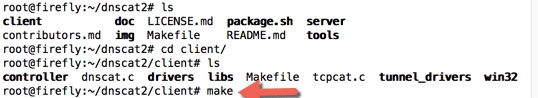 root@firefly:~/dnscat2# ls
client doc LICENSE.md package.sh server
contributors.md img Makefile README.md tools
root@firefly:~/dnscat2# cd client/
root@firefly:~/dnscat2/client# ls
controller dnscat.c drivers libs Makefile tcpcat.c tunnel_drivers win32
root@firefly:~/dnscat2/client# make